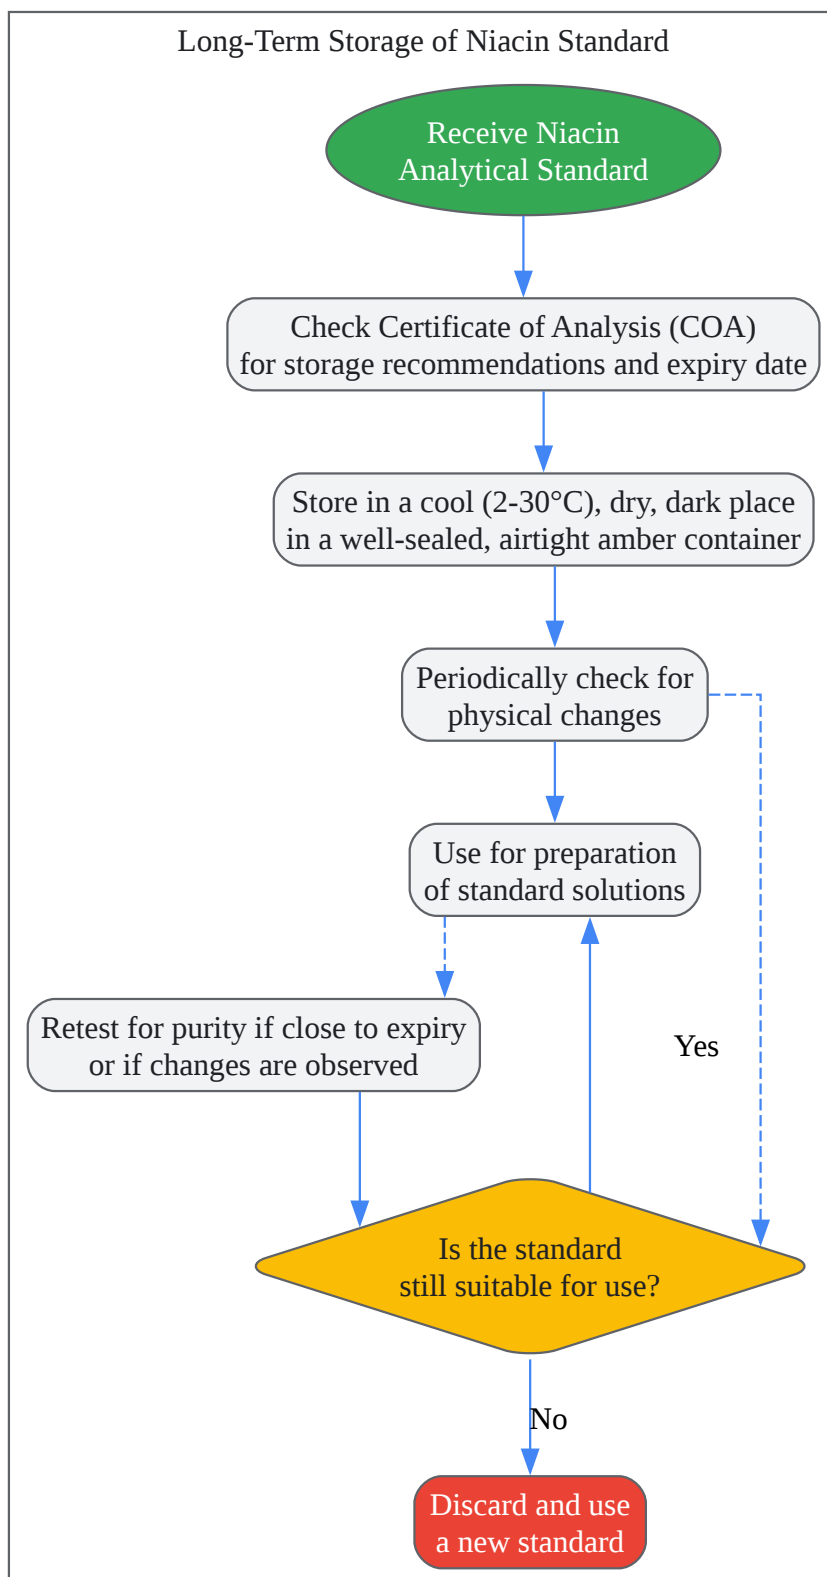 Long-Term Storage of Niacin Standard
Receive Niacin
Analytical Standard
Check Certificate of Analysis (COA)
for storage recommendations and expiry date
Store in a cool (2-30°C), dry, dark place
in a well-sealed, airtight amber container
Periodically check for
physical changes
Use for preparation
of standard solutions
Retest for purity if close to expiry
or if changes are observed
Yes
Is the standard
still suitable for use?
No
Discard and use
a new standard